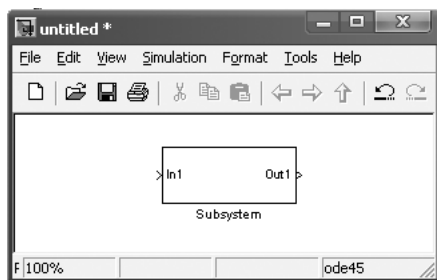 untitled *
File Edit View Simulation Format Tools Help
In1 Out1
Subsystem
F 100% ode45